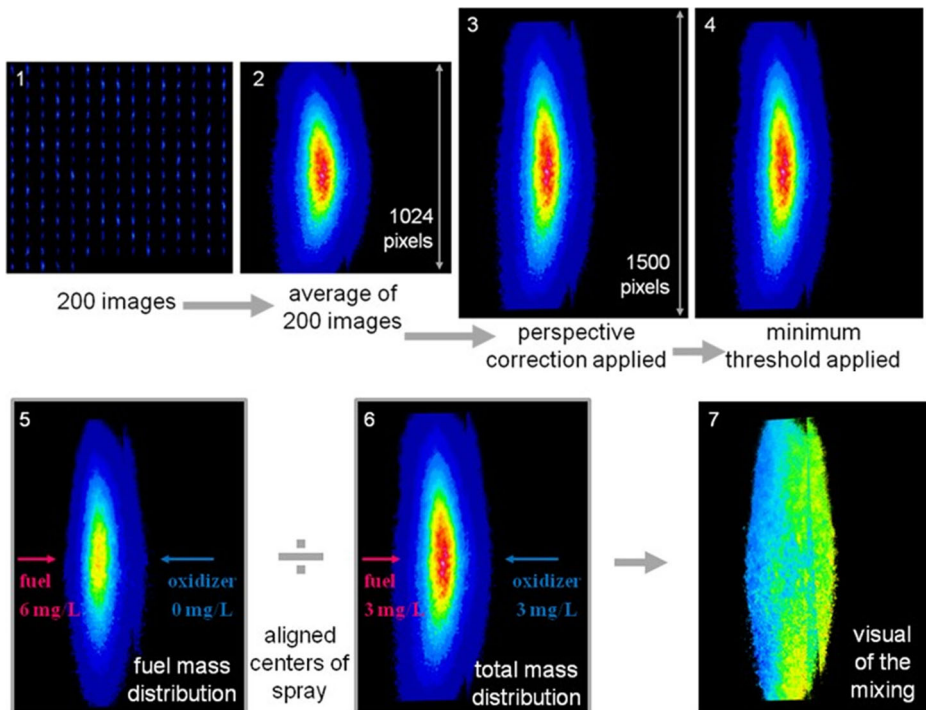 1
2
3
4
1024
pixels
1500
pixels
200 images
average of
200 images
perspective
correction applied
minimum
threshold applied
5
6
7
fuel
6 mg/L
oxidizer
0 mg/L
fuel mass
distribution
÷
aligned
centers of
spray
fuel
3 mg/L
oxidizer
3 mg/L
total mass
distribution
visual
of the
mixing